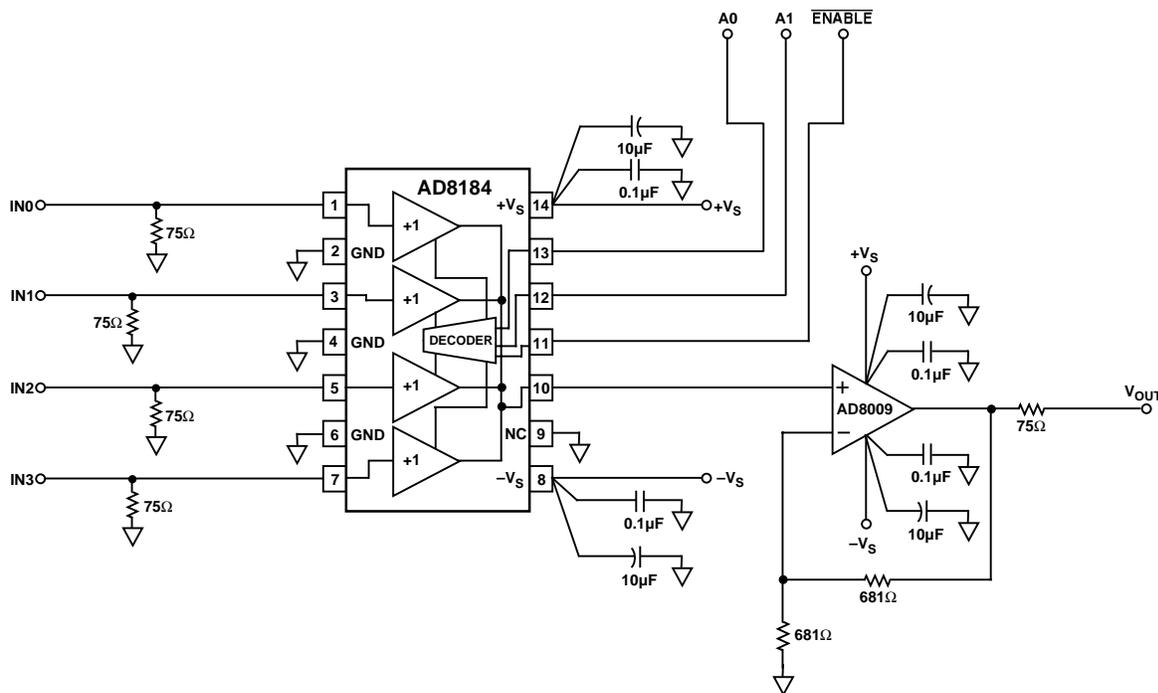 A0 A1 ENABLE
10µF
0.1µF
AD8184
IN0
1
+1
+VS
14
+VS
75Ω
2
GND
13
+VS
IN1
3
+1
12
10µF
75Ω
DECODER
4
GND
11
0.1µF
IN2
5
+1
10
+
AD8009
−
VOUT
75Ω
75Ω
6
GND
NC
9
0.1µF
IN3
7
+1
−VS
8
−VS
75Ω
0.1µF
10µF
−VS
10µF
681Ω
681Ω